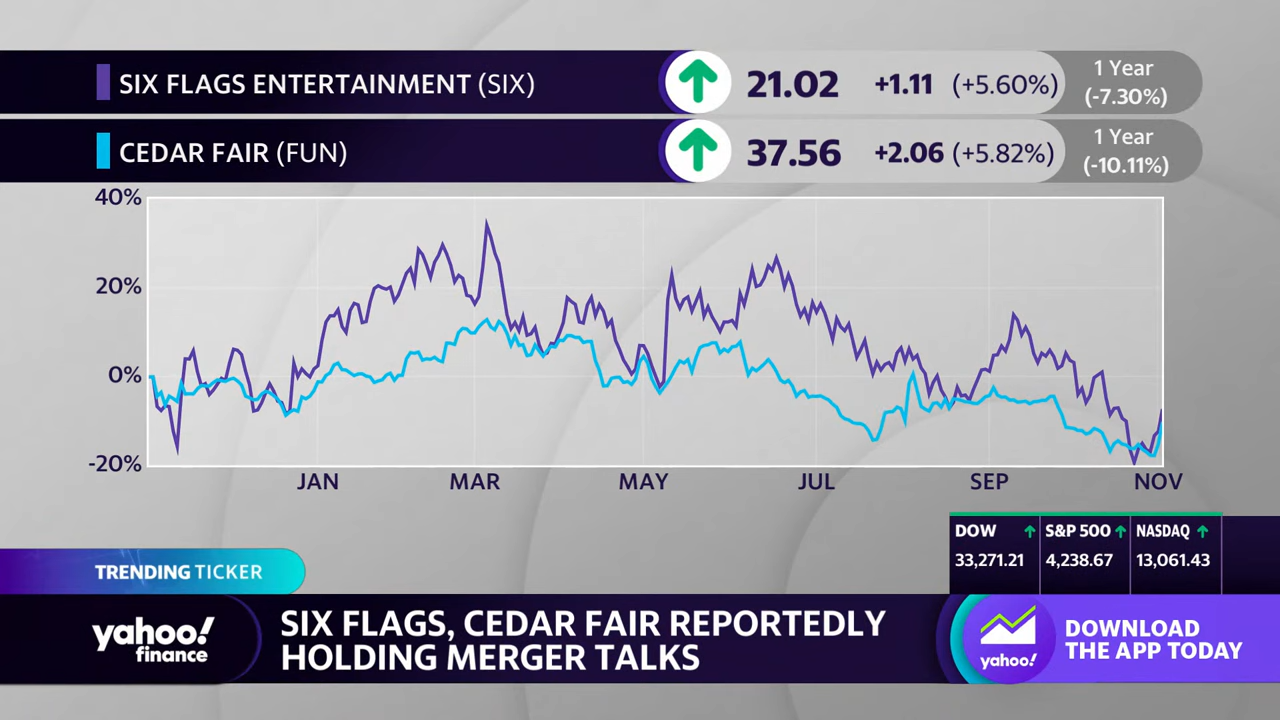 SIX FLAGS ENTERTAINMENT (SIX) 21.02 +1.11 (+5.60%) 1 Year
(-7.30%)
CEDAR FAIR (FUN) 37.56 +2.06 (+5.82%) 1 Year
(-10.11%)
40%
20%
0%
-20%
JAN MAR MAY JUL SEP NOV
DOW S&P 500 NASDAQ
33,271.21 4,238.67 13,061.43
TRENDING TICKER
yahoo!
finance
SIX FLAGS, CEDAR FAIR REPORTEDLY
HOLDING MERGER TALKS
yahoo!
DOWNLOAD
THE APP TODAY